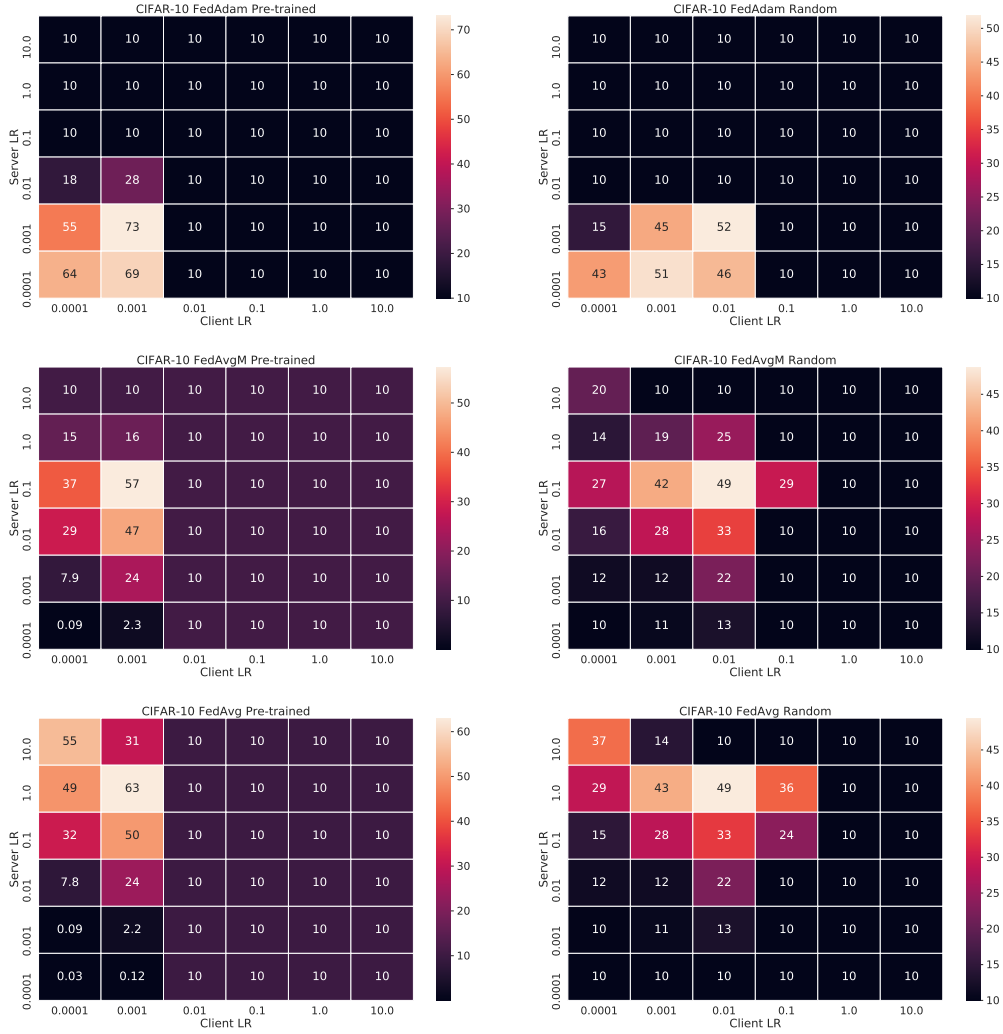 CIFAR-10 FedAdam Pre-trained
10.0 10 10 10 10 10 10
1.0 10 10 10 10 10 10
0.1 10 10 10 10 10 10
0.01 18 28 10 10 10 10
0.001 55 73 10 10 10 10
0.0001 64 69 10 10 10 10
0.0001 0.001 0.01 0.1 1.0 10.0
Client LR
Server LR
70
60
50
40
30
20
10
CIFAR-10 FedAdam Random
10.0 10 10 10 10 10 10
1.0 10 10 10 10 10 10
0.1 10 10 10 10 10 10
0.01 10 10 10 10 10 10
0.001 15 45 52 10 10 10
0.0001 43 51 46 10 10 10
0.0001 0.001 0.01 0.1 1.0 10.0
Client LR
Server LR
50
45
40
35
30
25
20
15
10
CIFAR-10 FedAvgM Pre-trained
10.0 10 10 10 10 10 10
1.0 15 16 10 10 10 10
0.1 37 57 10 10 10 10
0.01 29 47 10 10 10 10
0.001 7.9 24 10 10 10 10
0.0001 0.09 2.3 10 10 10 10
0.0001 0.001 0.01 0.1 1.0 10.0
Client LR
Server LR
50
40
30
20
10
CIFAR-10 FedAvgM Random
10.0 20 10 10 10 10 10
1.0 14 19 25 10 10 10
0.1 27 42 49 29 10 10
0.01 16 28 33 10 10 10
0.001 12 12 22 10 10 10
0.0001 10 11 13 10 10 10
0.0001 0.001 0.01 0.1 1.0 10.0
Client LR
Server LR
45
40
35
30
25
20
15
10
CIFAR-10 FedAvg Pre-trained
10.0 55 31 10 10 10 10
1.0 49 63 10 10 10 10
0.1 32 50 10 10 10 10
0.01 7.8 24 10 10 10 10
0.001 0.09 2.2 10 10 10 10
0.0001 0.03 0.12 10 10 10 10
0.0001 0.001 0.01 0.1 1.0 10.0
Client LR
Server LR
60
50
40
30
20
10
CIFAR-10 FedAvg Random
10.0 37 14 10 10 10 10
1.0 29 43 49 36 10 10
0.1 15 28 33 24 10 10
0.01 12 12 22 10 10 10
0.001 10 11 13 10 10 10
0.0001 10 10 10 10 10 10
0.0001 0.001 0.01 0.1 1.0 10.0
Client LR
Server LR
45
40
35
30
25
20
15
10